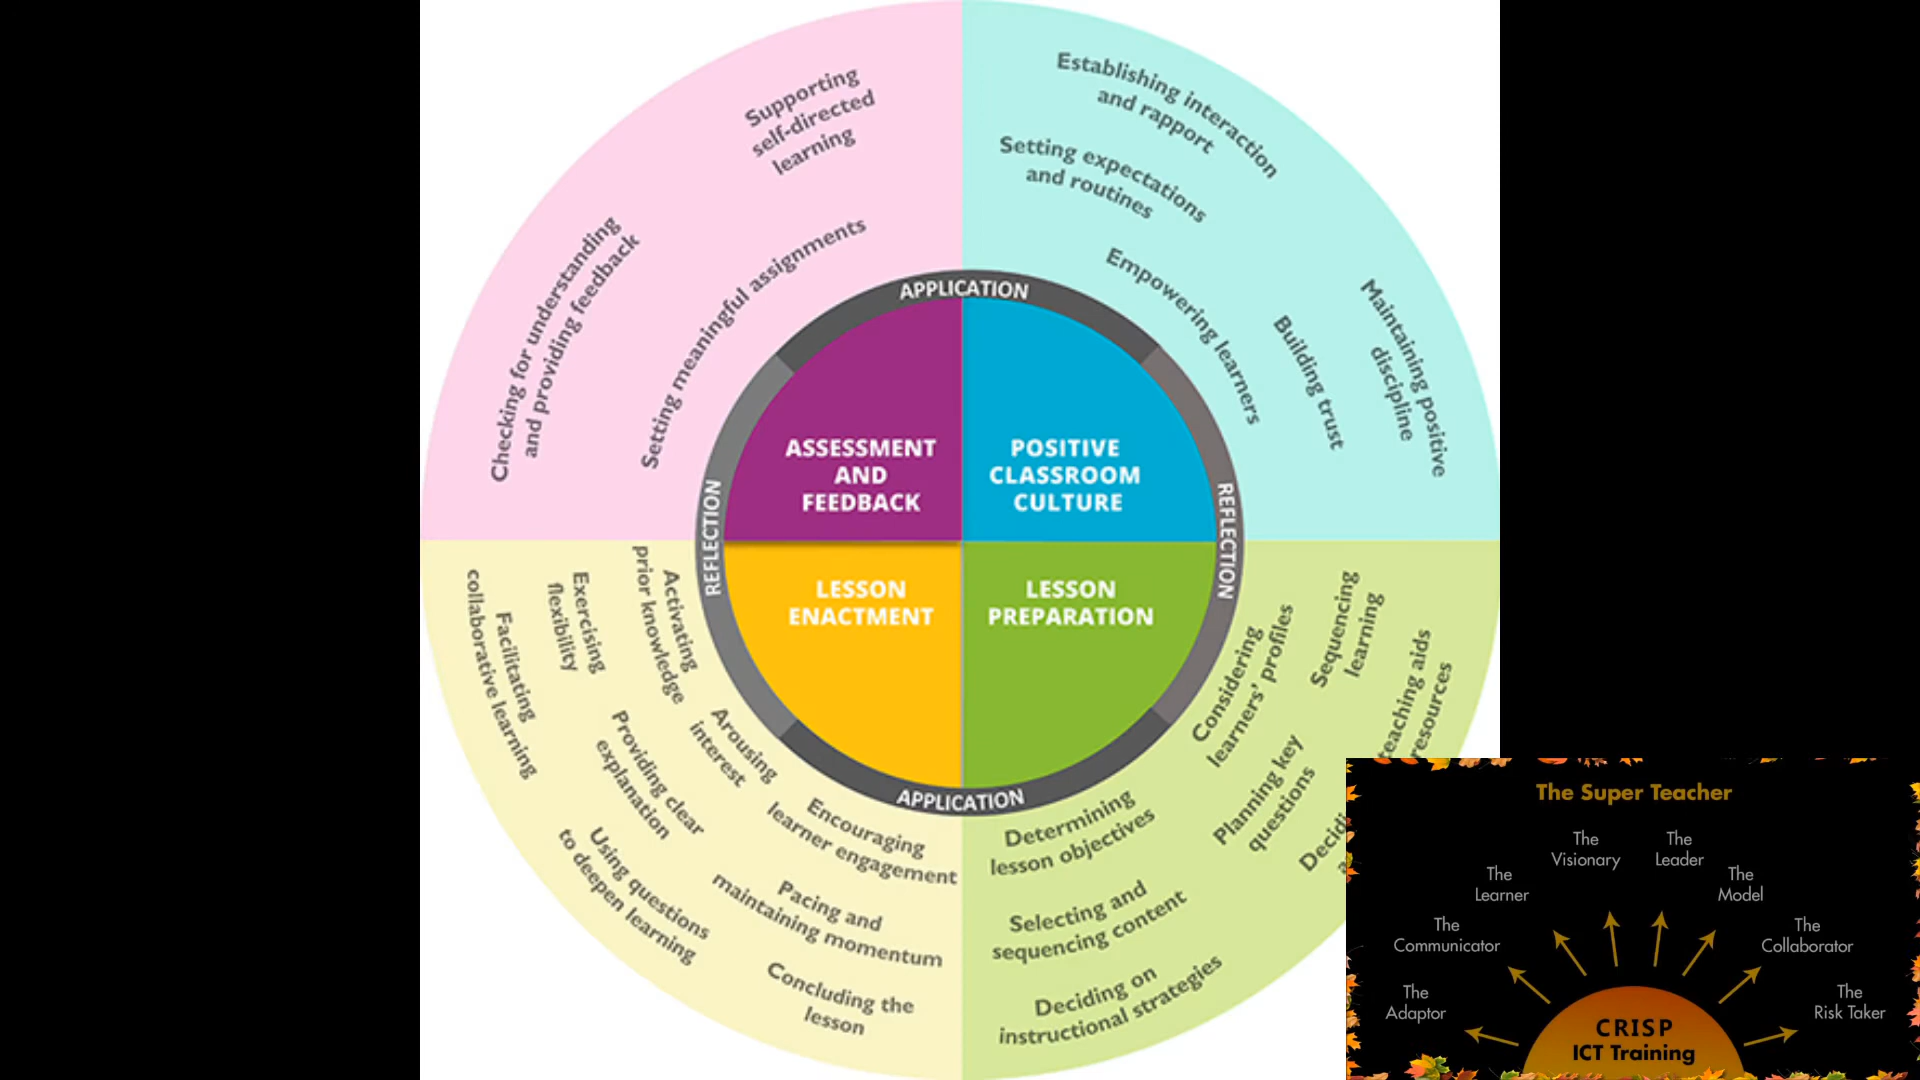 Supporting
self-directed
learning
Checking for understanding
and providing feedback
Setting meaningful assignments
Establishing interaction
and rapport
Setting expectations
and routines
Empowering learners
Building trust
Maintaining positive
discipline
APPLICATION
REFLECTION
REFLECTION
APPLICATION
ASSESSMENT
AND
FEEDBACK
POSITIVE
CLASSROOM
CULTURE
LESSON
ENACTMENT
LESSON
PREPARATION
Activating
prior knowledge
Exercising
flexibility
Facilitating
collaborative learning
Arousing
interest
Providing clear
explanation
Encouraging
learner engagement
Using questions
to deepen learning
Pacing and
maintaining momentum
Concluding the
lesson
Considering
learners' profiles
Sequencing
learning
teaching aids
resources
Planning key
questions
Determining
lesson objectives
Selecting and
sequencing content
Deciding on
instructional strategies
The Super Teacher
The
Visionary
The
Leader
The
Learner
The
Model
The
Communicator
The
Collaborator
The
Adaptor
The
Risk Taker
CRISP
ICT Training